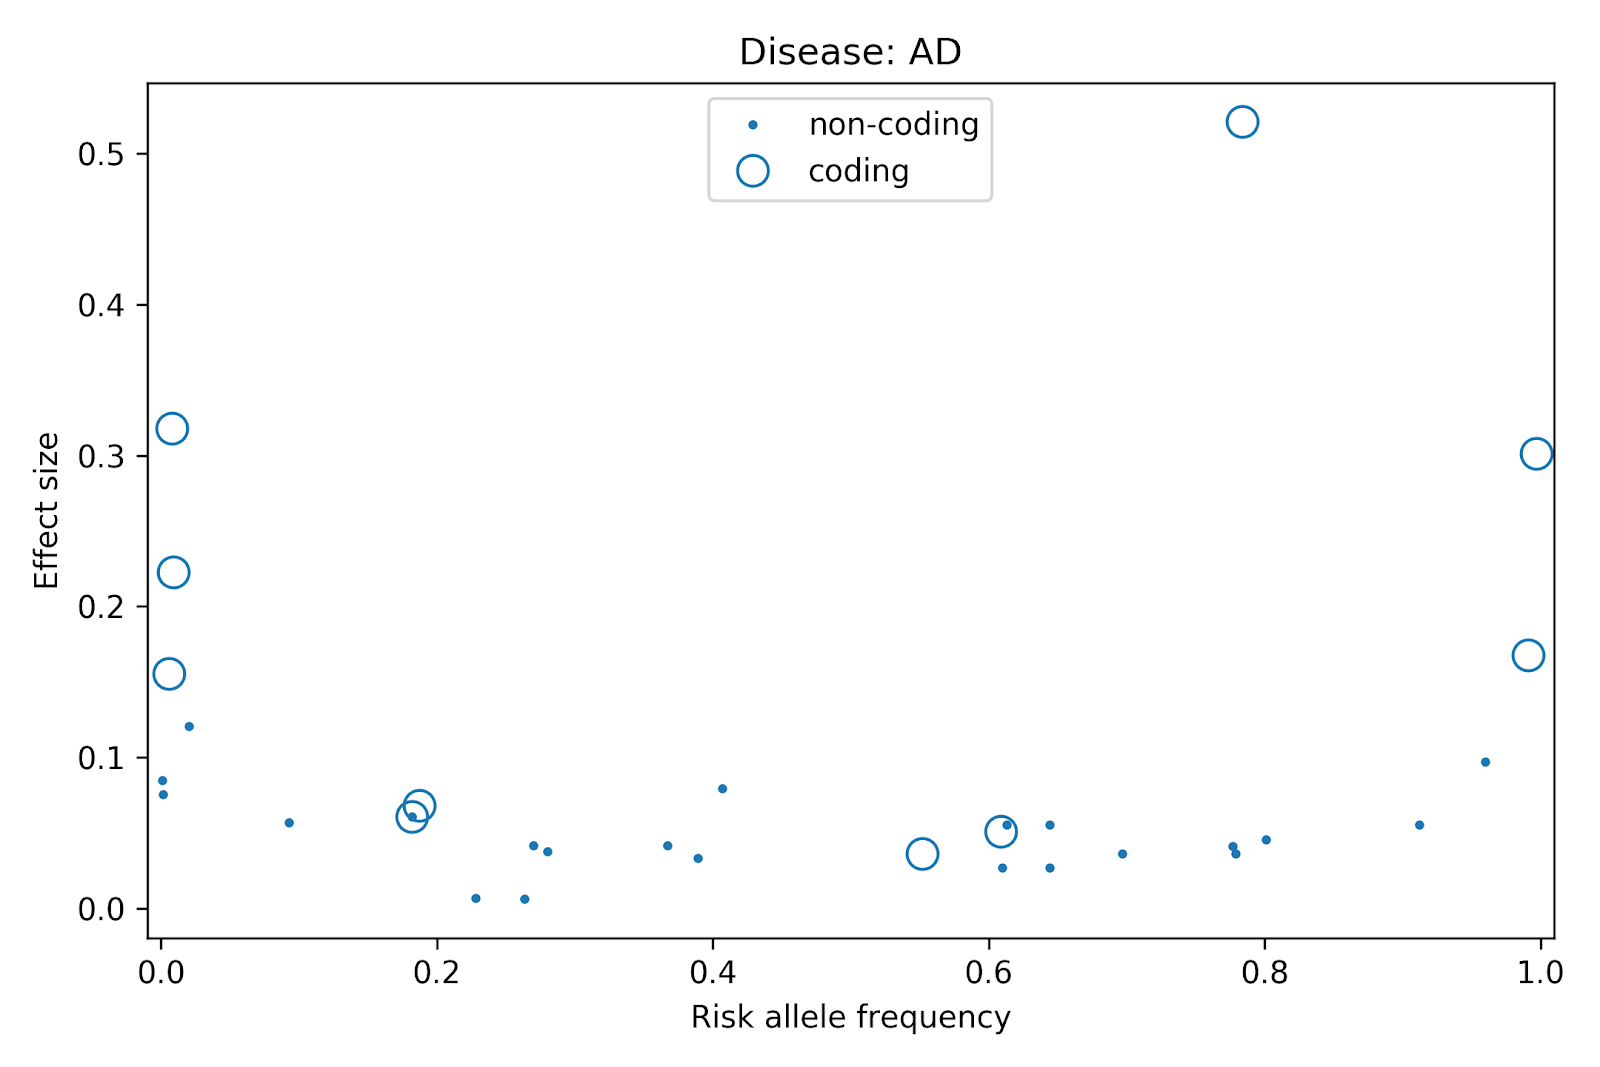 Disease: AD
non-coding
coding
0.5
0.4
0.3
0.2
0.1
0.0
Effect size
0.0 0.2 0.4 0.6 0.8 1.0
Risk allele frequency